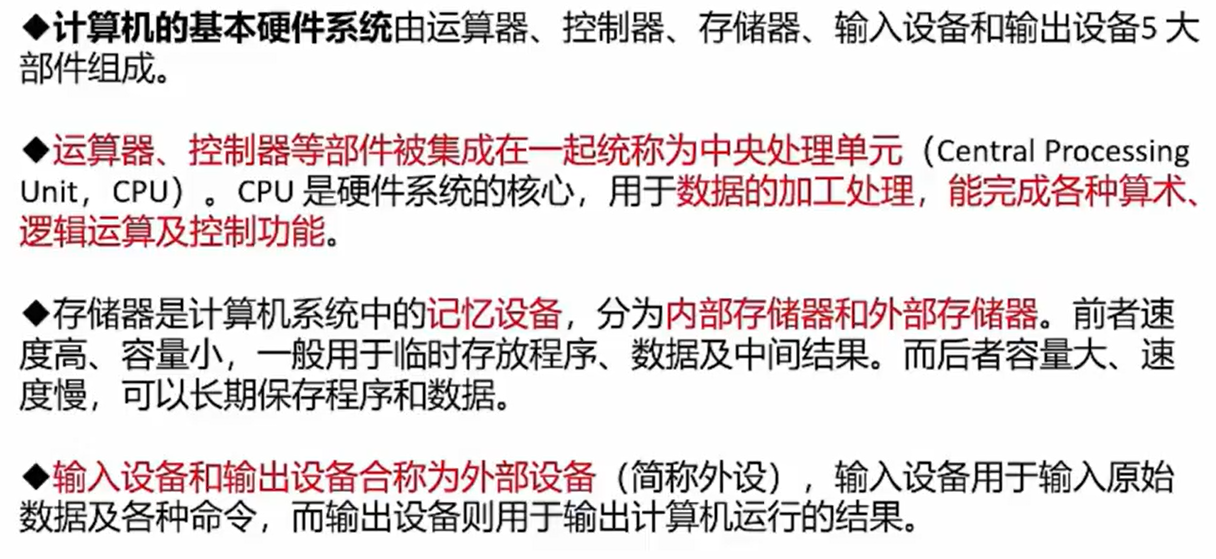 ◆计算机的基本硬件系统由运算器、控制器、存储器、输入设备和输出设备5 大
部件组成。
◆运算器、控制器等部件被集成在一起统称为中央处理单元（Central Processing
Unit，CPU）。CPU 是硬件系统的核心，用于数据的加工处理，能完成各种算术、
逻辑运算及控制功能。
◆存储器是计算机系统中的记忆设备，分为内部存储器和外部存储器。前者速
度高、容量小，一般用于临时存放程序、数据及中间结果。而后者容量大、速
度慢，可以长期保存程序和数据。
◆输入设备和输出设备合称为外部设备（简称外设），输入设备用于输入原始
数据及各种命令，而输出设备则用于输出计算机运行的结果。